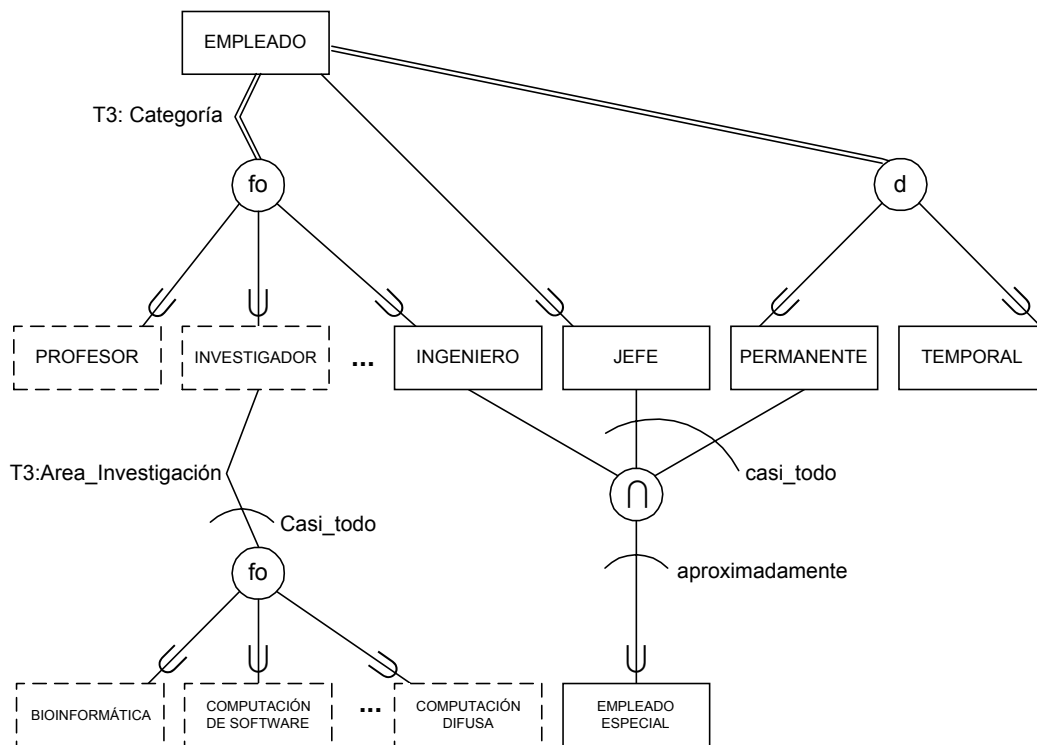 EMPLEADO
T3: Categoría
fo
d
PROFESOR
INVESTIGADOR
...
INGENIERO
JEFE
PERMANENTE
TEMPORAL
T3:Area_Investigación
casi_todo
Casi_todo
fo
aproximadamente
BIOINFORMÁTICA
COMPUTACIÓN
DE SOFTWARE
...
COMPUTACIÓN
DIFUSA
EMPLEADO
ESPECIAL